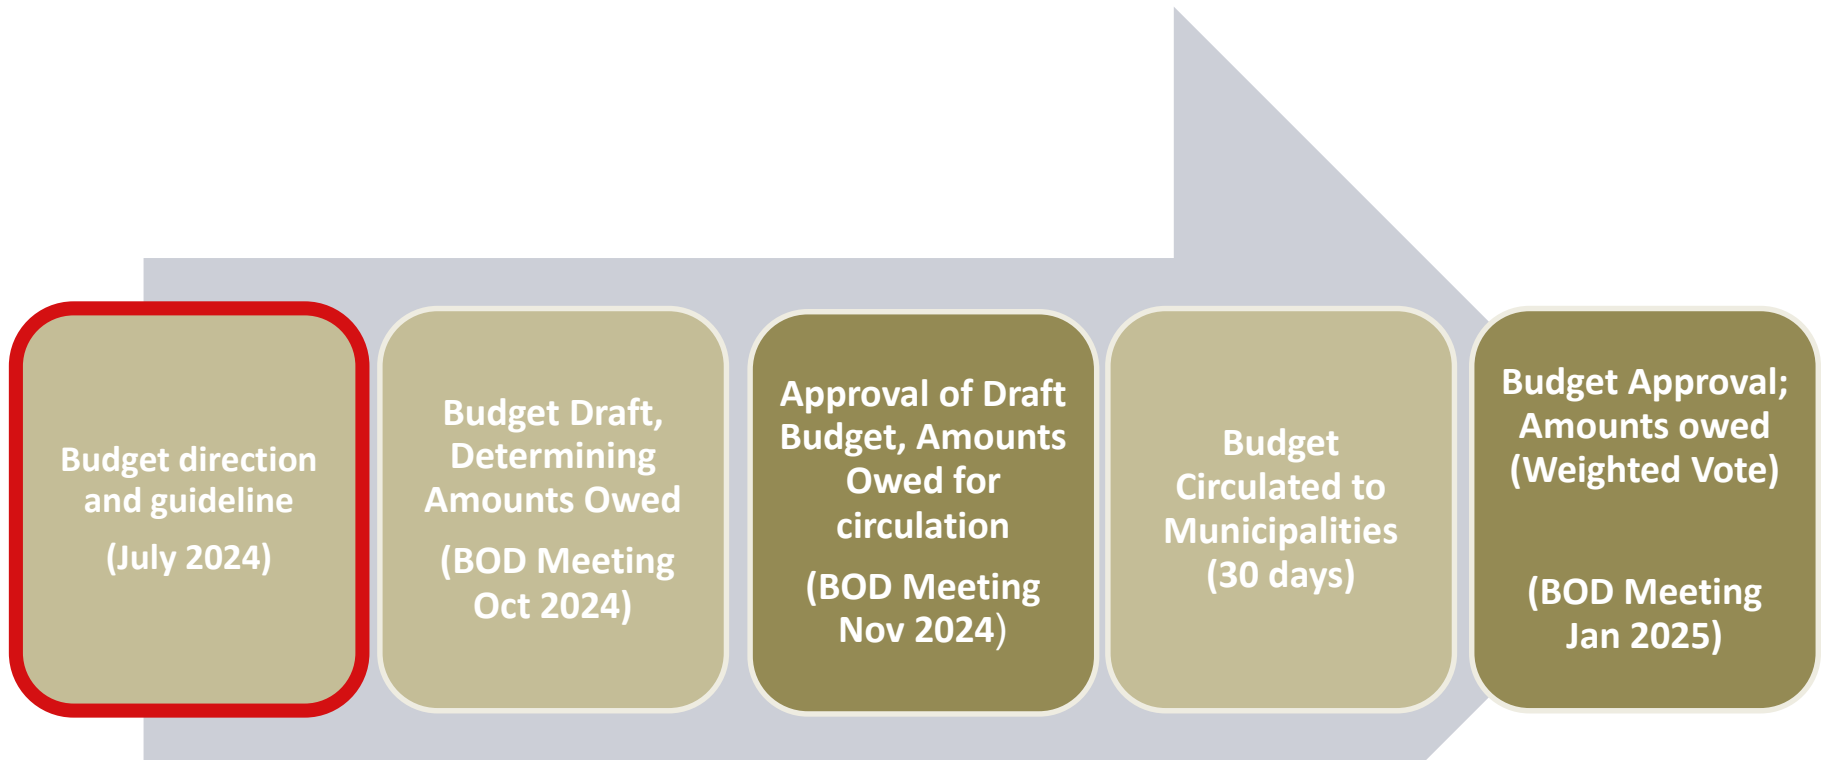 Budget direction
and guideline
(July 2024)
Budget Draft,
Determining
Amounts Owed
(BOD Meeting
Oct 2024)
Approval of Draft
Budget, Amounts
Owed for
circulation
(BOD Meeting
Nov 2024)
Budget
Circulated to
Municipalities
(30 days)
Budget Approval;
Amounts owed
(Weighted Vote)
(BOD Meeting
Jan 2025)